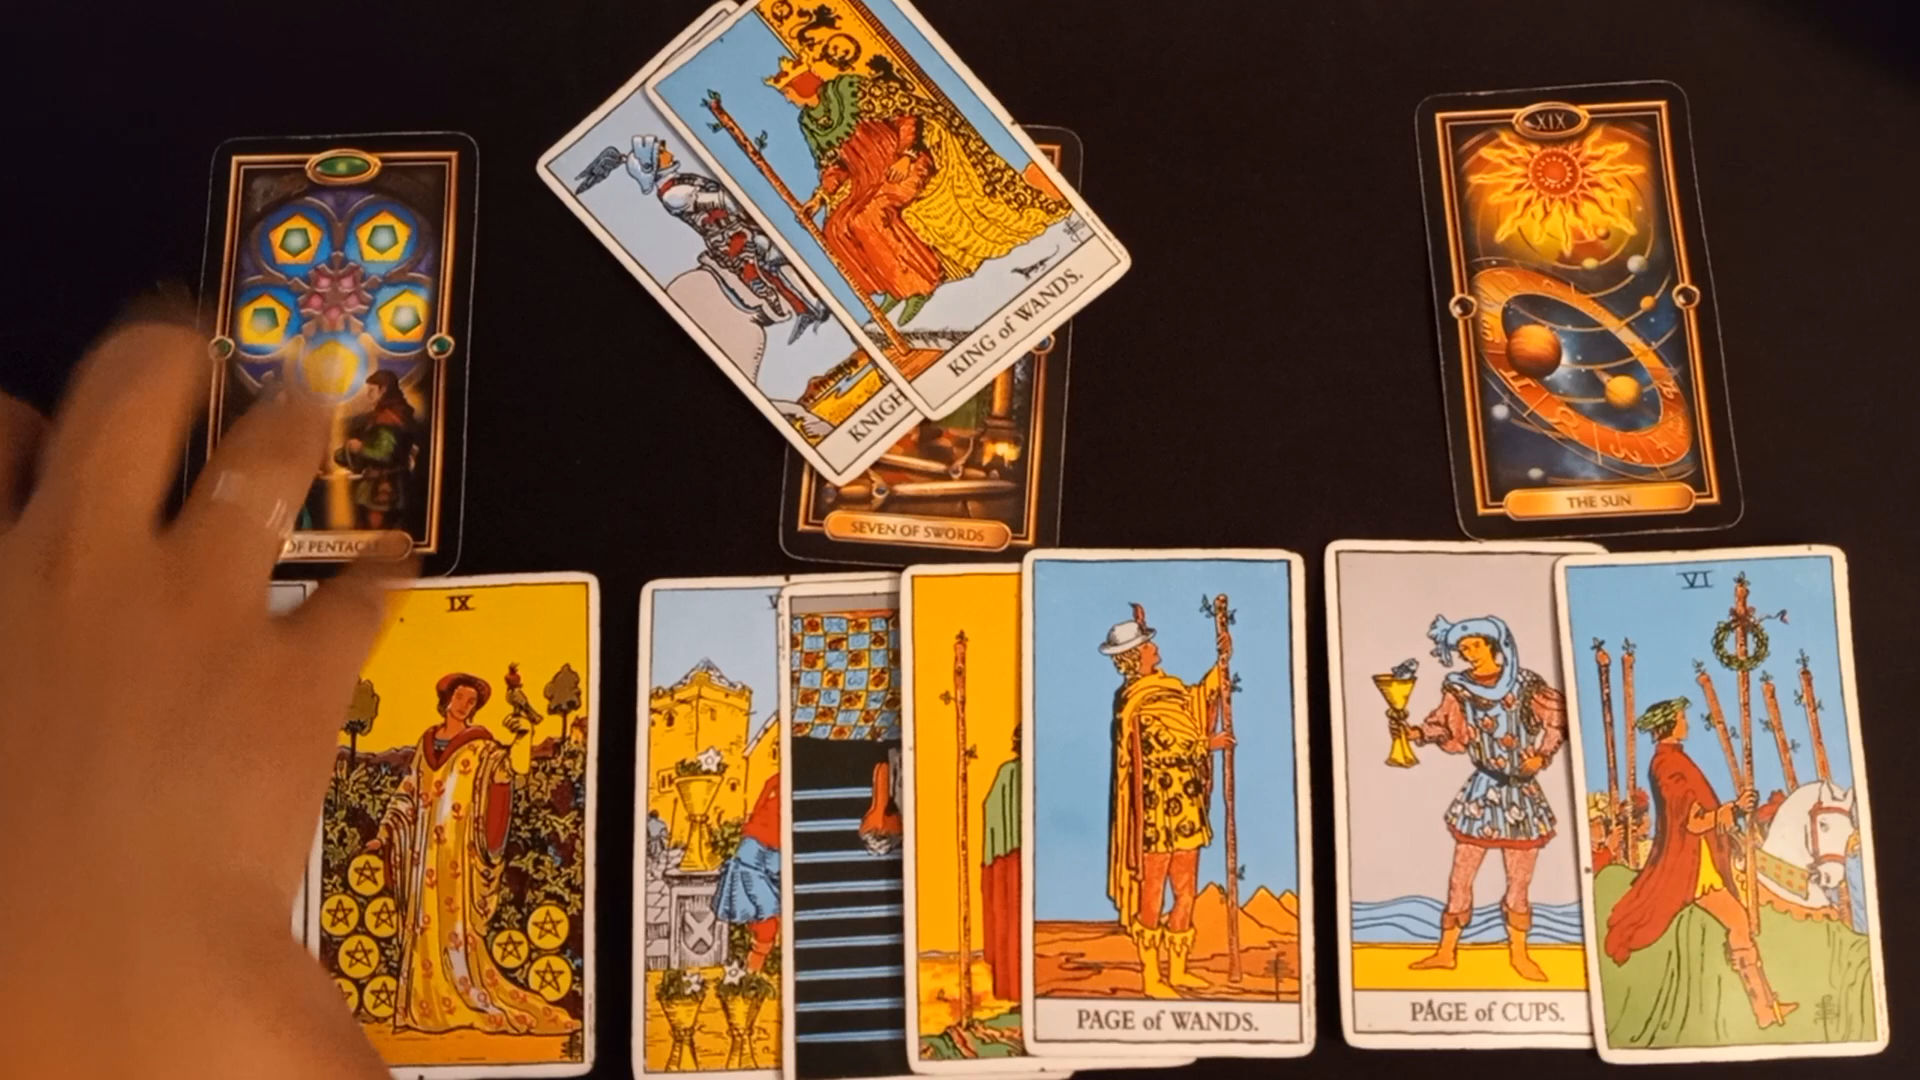 KING of WANDS.
KNIGH
XIX
OF PENTACL
SEVEN OF SWORDS
THE SUN
IX
V
VI
PAGE of WANDS.
PAGE of CUPS.